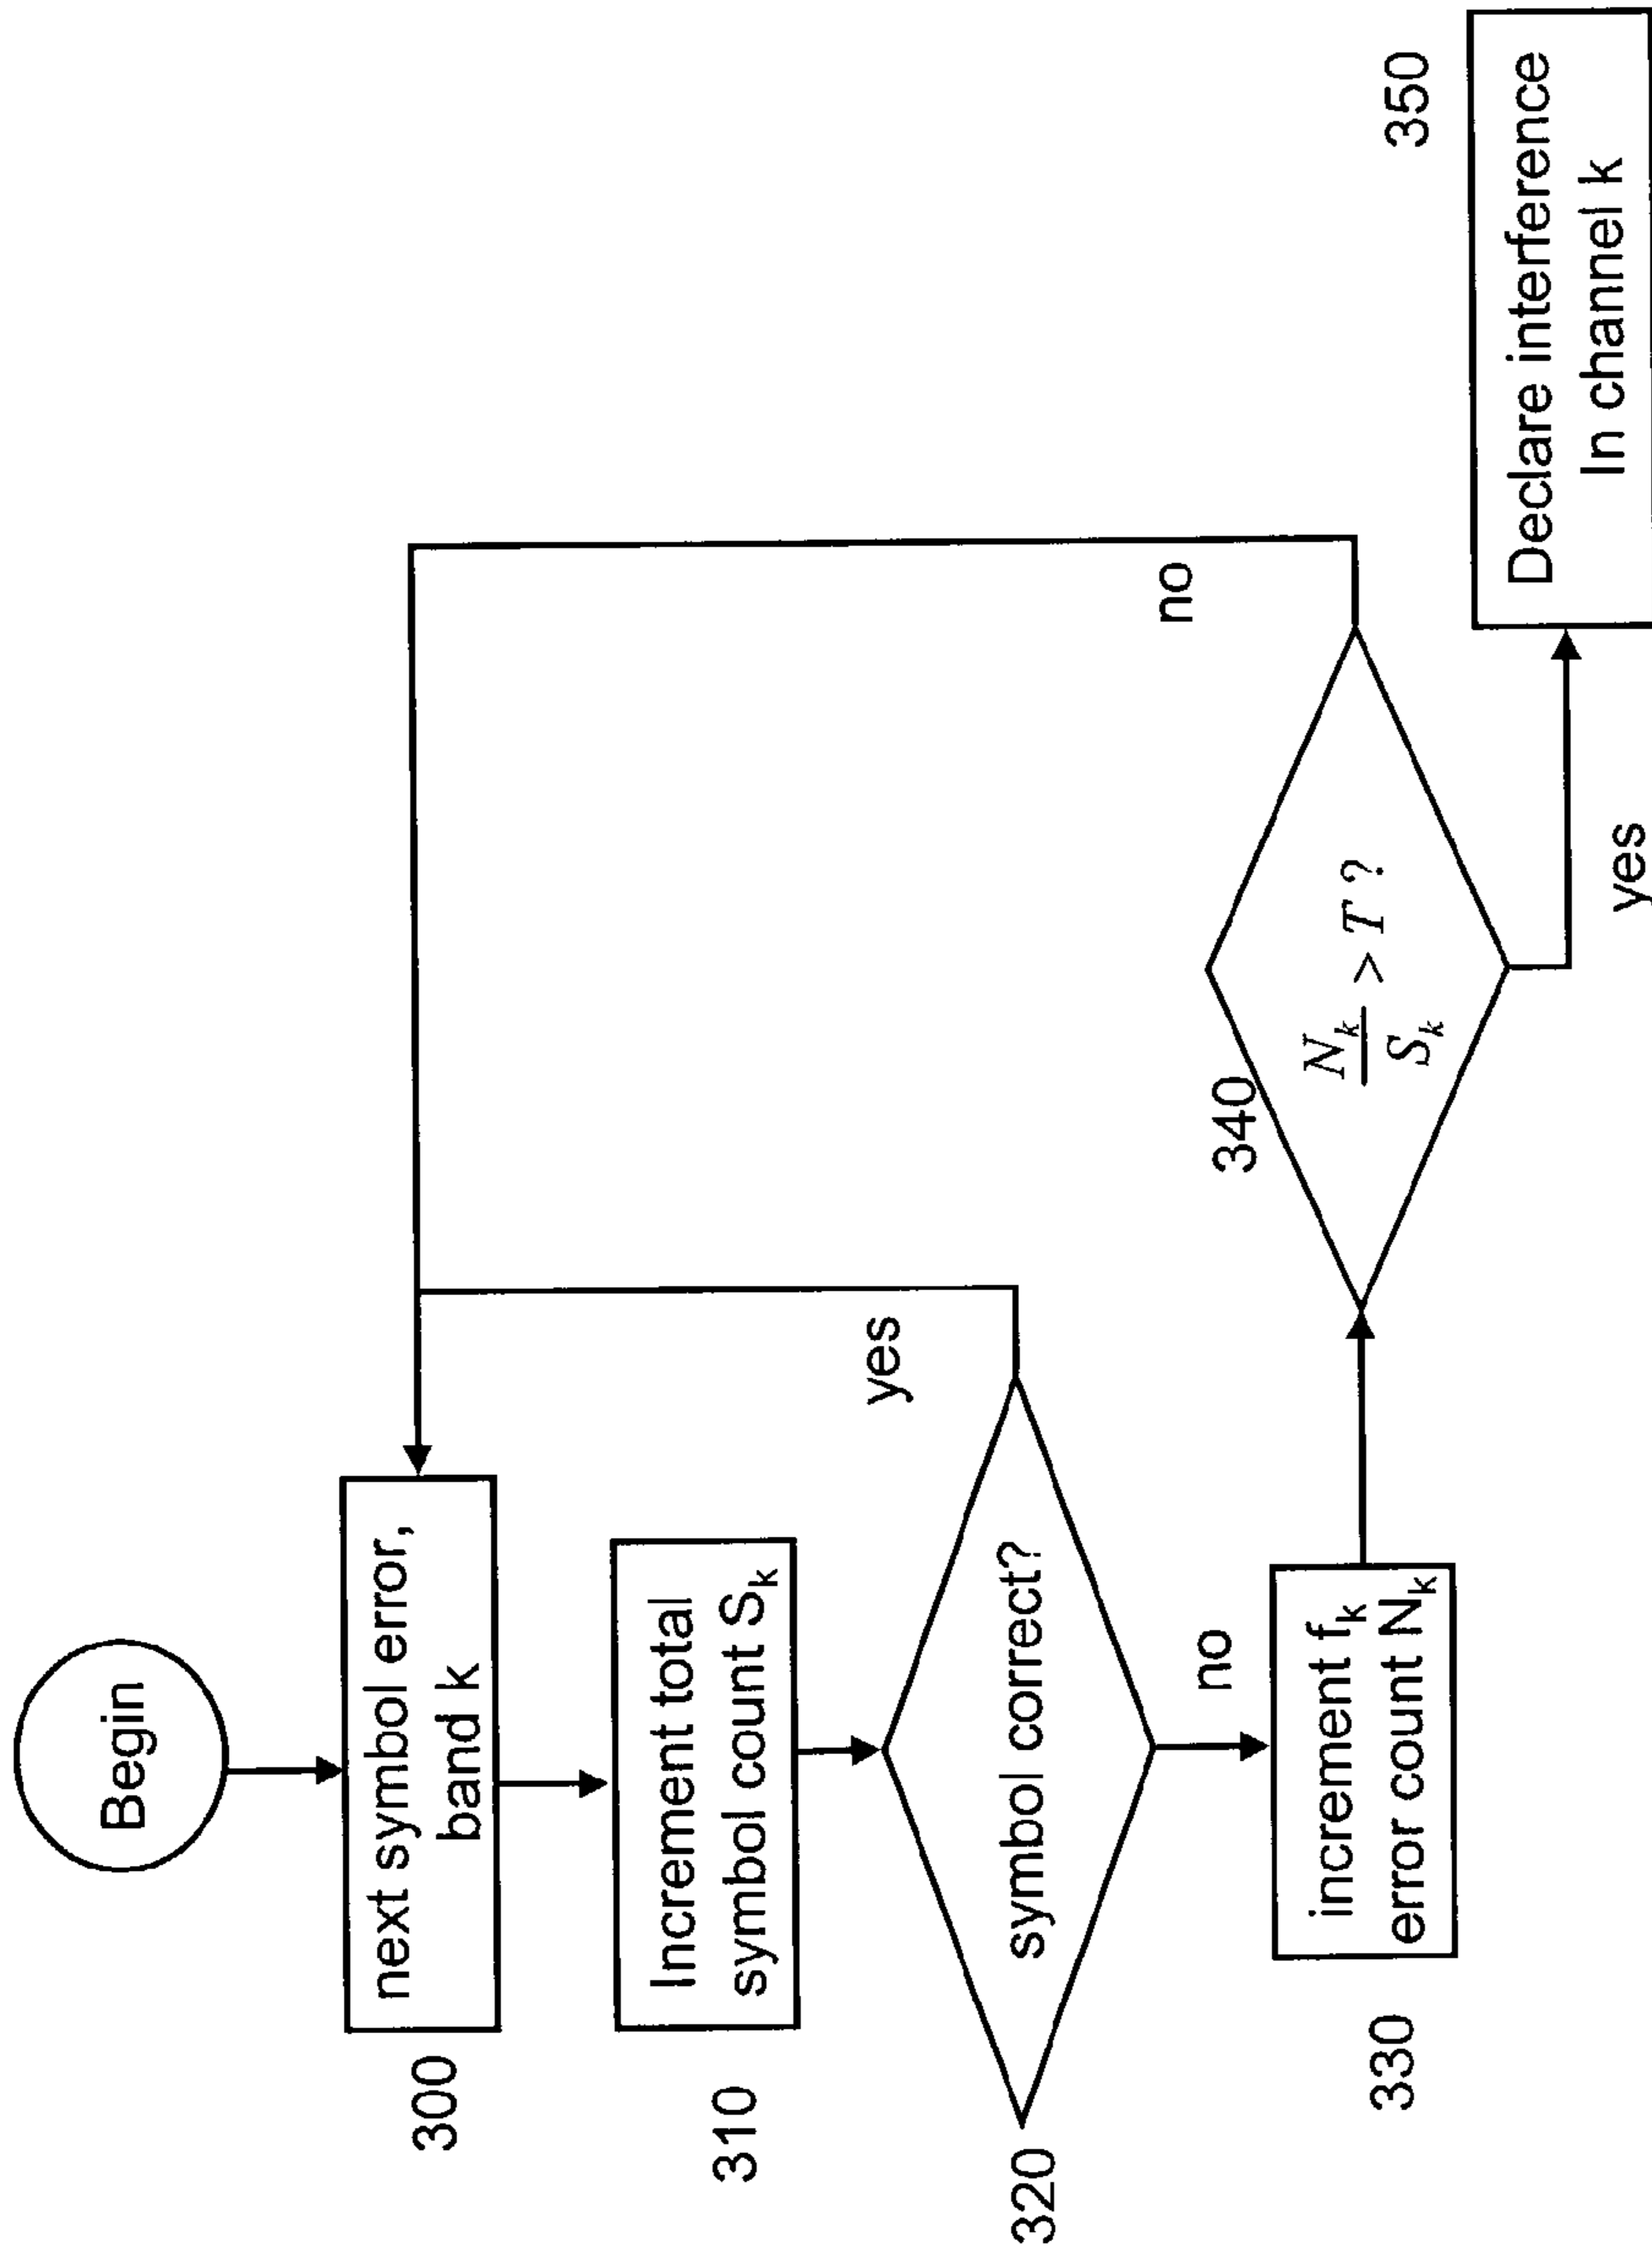 Begin
300
next symbol error,
band k
310
Increment total
symbol count Sk
320
symbol correct?
yes
no
330
increment fk
error count Nk
340
Nk
Sk
> T ?
no
yes
350
Declare interference
In channel k